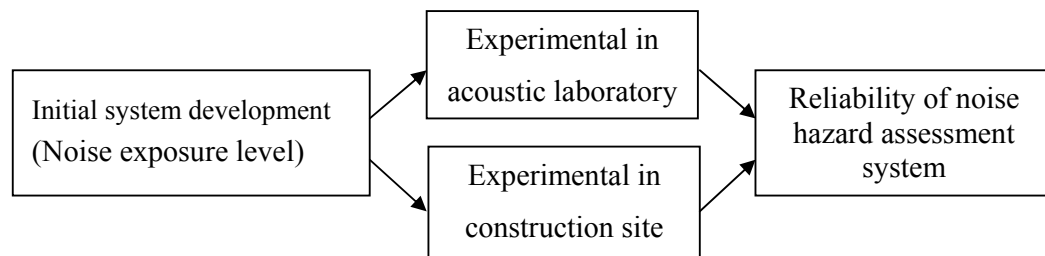 Initial system development
(Noise exposure level)
Experimental in
acoustic laboratory
Experimental in
construction site
Reliability of noise
hazard assessment
system